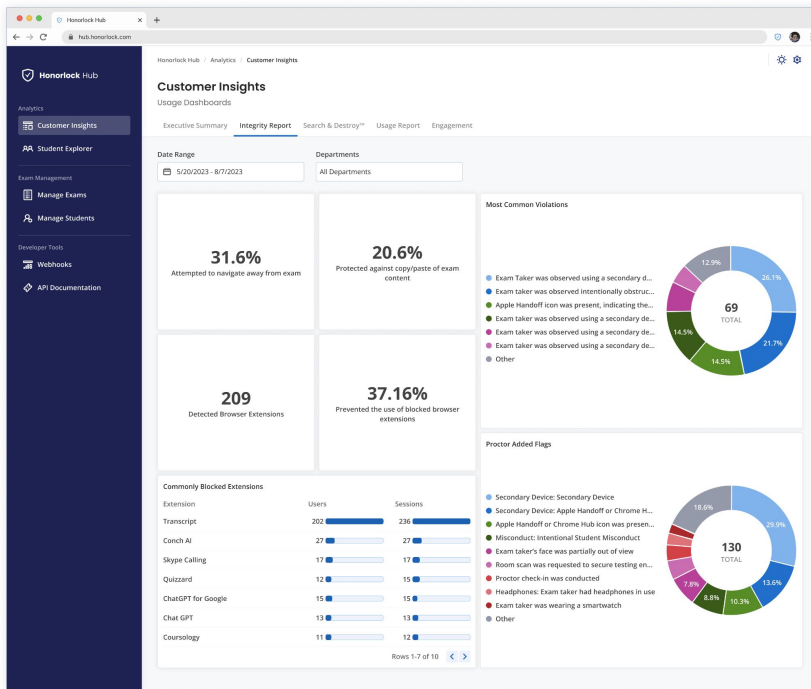 Honorlock Hub
hub.honorlock.com
Honorlock Hub
Analytics
Customer Insights
Student Explorer
Exam Management
Manage Exams
Manage Students
Developer Tools
Webhooks
API Documentation
Honorlock Hub / Analytics / Customer Insights
Customer Insights
Usage Dashboards
Executive Summary Integrity Report Search & Destroy™ Usage Report Engagement
Date Range Departments
5/20/2023 - 8/7/2023 All Departments
31.6%
Attempted to navigate away from exam
20.6%
Protected against copy/paste of exam
content
209
Detected Browser Extensions
37.16%
Prevented the use of blocked browser
extensions
Most Common Violations
Exam Taker was observed using a secondary d...
Exam taker was observed intentionally obstruc...
Apple Handoff icon was present, indicating the...
Exam taker was observed using a secondary de...
Exam taker was observed using a secondary de...
Exam taker was observed using a secondary de...
Other
12.9%
26.1%
69
TOTAL
14.5%
21.7%
14.5%
Commonly Blocked Extensions
Extension Users Sessions
Transcript 202 236
Conch AI 27 27
Skype Calling 17 17
Quizzard 12 15
ChatGPT for Google 15 15
Chat GPT 13 13
Coursology 11 12
Rows 1-7 of 10
Proctor Added Flags
Secondary Device: Secondary Device
Secondary Device: Apple Handoff or Chrome H...
Apple Handoff or Chrome Hub icon was presen...
Misconduct: Intentional Student Misconduct
Exam taker's face was partially out of view
Room scan was requested to secure testing en...
Proctor check-in was conducted
Headphones: Exam taker had headphones in use
Exam taker was wearing a smartwatch
Other
18.6%
29.9%
130
TOTAL
7.8%
13.6%
8.8%
10.3%